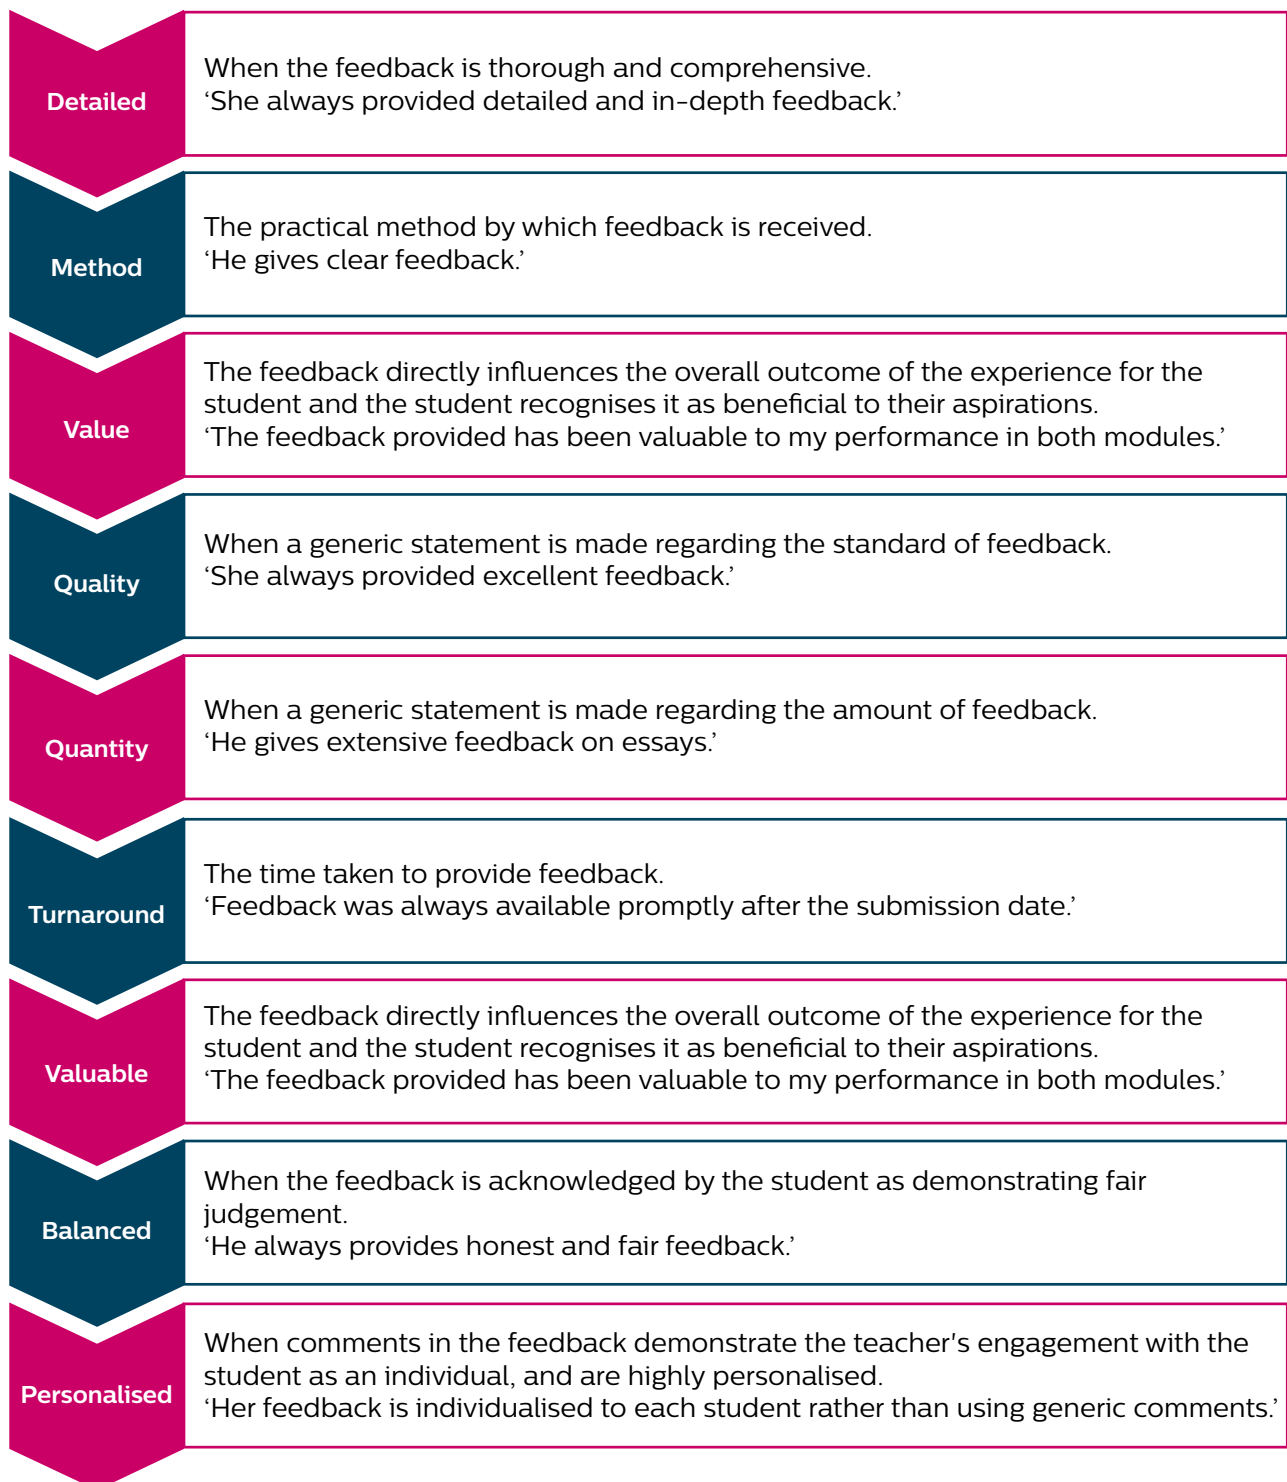 Detailed
When the feedback is thorough and comprehensive.
‘She always provided detailed and in-depth feedback.’
Method
The practical method by which feedback is received.
‘He gives clear feedback.’
Value
The feedback directly influences the overall outcome of the experience for the
student and the student recognises it as beneficial to their aspirations.
‘The feedback provided has been valuable to my performance in both modules.’
Quality
When a generic statement is made regarding the standard of feedback.
‘She always provided excellent feedback.’
Quantity
When a generic statement is made regarding the amount of feedback.
‘He gives extensive feedback on essays.’
Turnaround
The time taken to provide feedback.
‘Feedback was always available promptly after the submission date.’
Valuable
The feedback directly influences the overall outcome of the experience for the
student and the student recognises it as beneficial to their aspirations.
‘The feedback provided has been valuable to my performance in both modules.’
Balanced
When the feedback is acknowledged by the student as demonstrating fair
judgement.
‘He always provides honest and fair feedback.’
Personalised
When comments in the feedback demonstrate the teacher's engagement with the
student as an individual, and are highly personalised.
‘Her feedback is individualised to each student rather than using generic comments.’